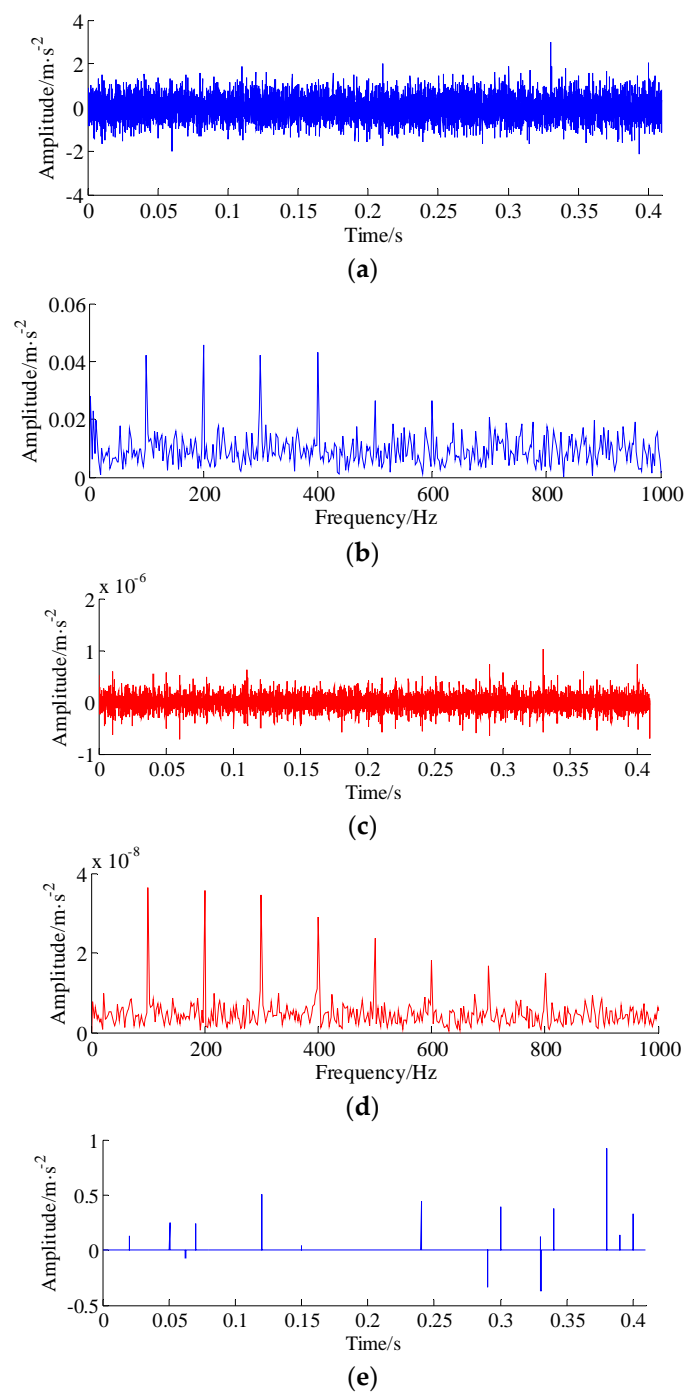 4
2
0
-2
-4
Amplitude/m·s-2
0 0.05 0.1 0.15 0.2 0.25 0.3 0.35 0.4
Time/s
(a)
0.06
0.04
0.02
0
Amplitude/m·s-2
0 200 400 600 800 1000
Frequency/Hz
(b)
x 10-6
2
1
0
-1
Amplitude/m·s-2
0 0.05 0.1 0.15 0.2 0.25 0.3 0.35 0.4
Time/s
(c)
x 10-8
4
2
0
Amplitude/m·s-2
0 200 400 600 800 1000
Frequency/Hz
(d)
1
0.5
0
-0.5
Amplitude/m·s-2
0 0.05 0.1 0.15 0.2 0.25 0.3 0.35 0.4
Time/s
(e)